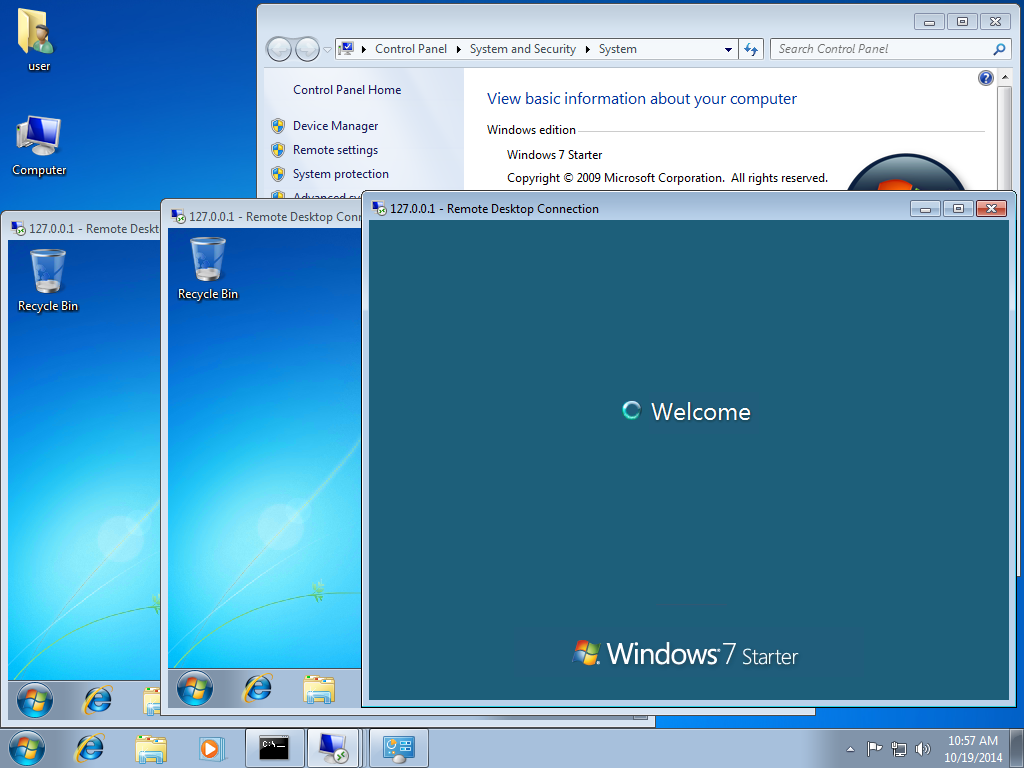 user
Computer
Control Panel
System and Security
System
Search Control Panel
Control Panel Home
Device Manager
Remote settings
System protection
View basic information about your computer
Windows edition
Windows 7 Starter
Copyright © 2009 Microsoft Corporation. All rights reserved.
127.0.0.1 - Remote Deskt
Recycle Bin
127.0.0.1 - Remote Desktop Conn
Recycle Bin
127.0.0.1 - Remote Desktop Connection
Welcome
Windows 7 Starter
C:\
10:57 AM
10/19/2014